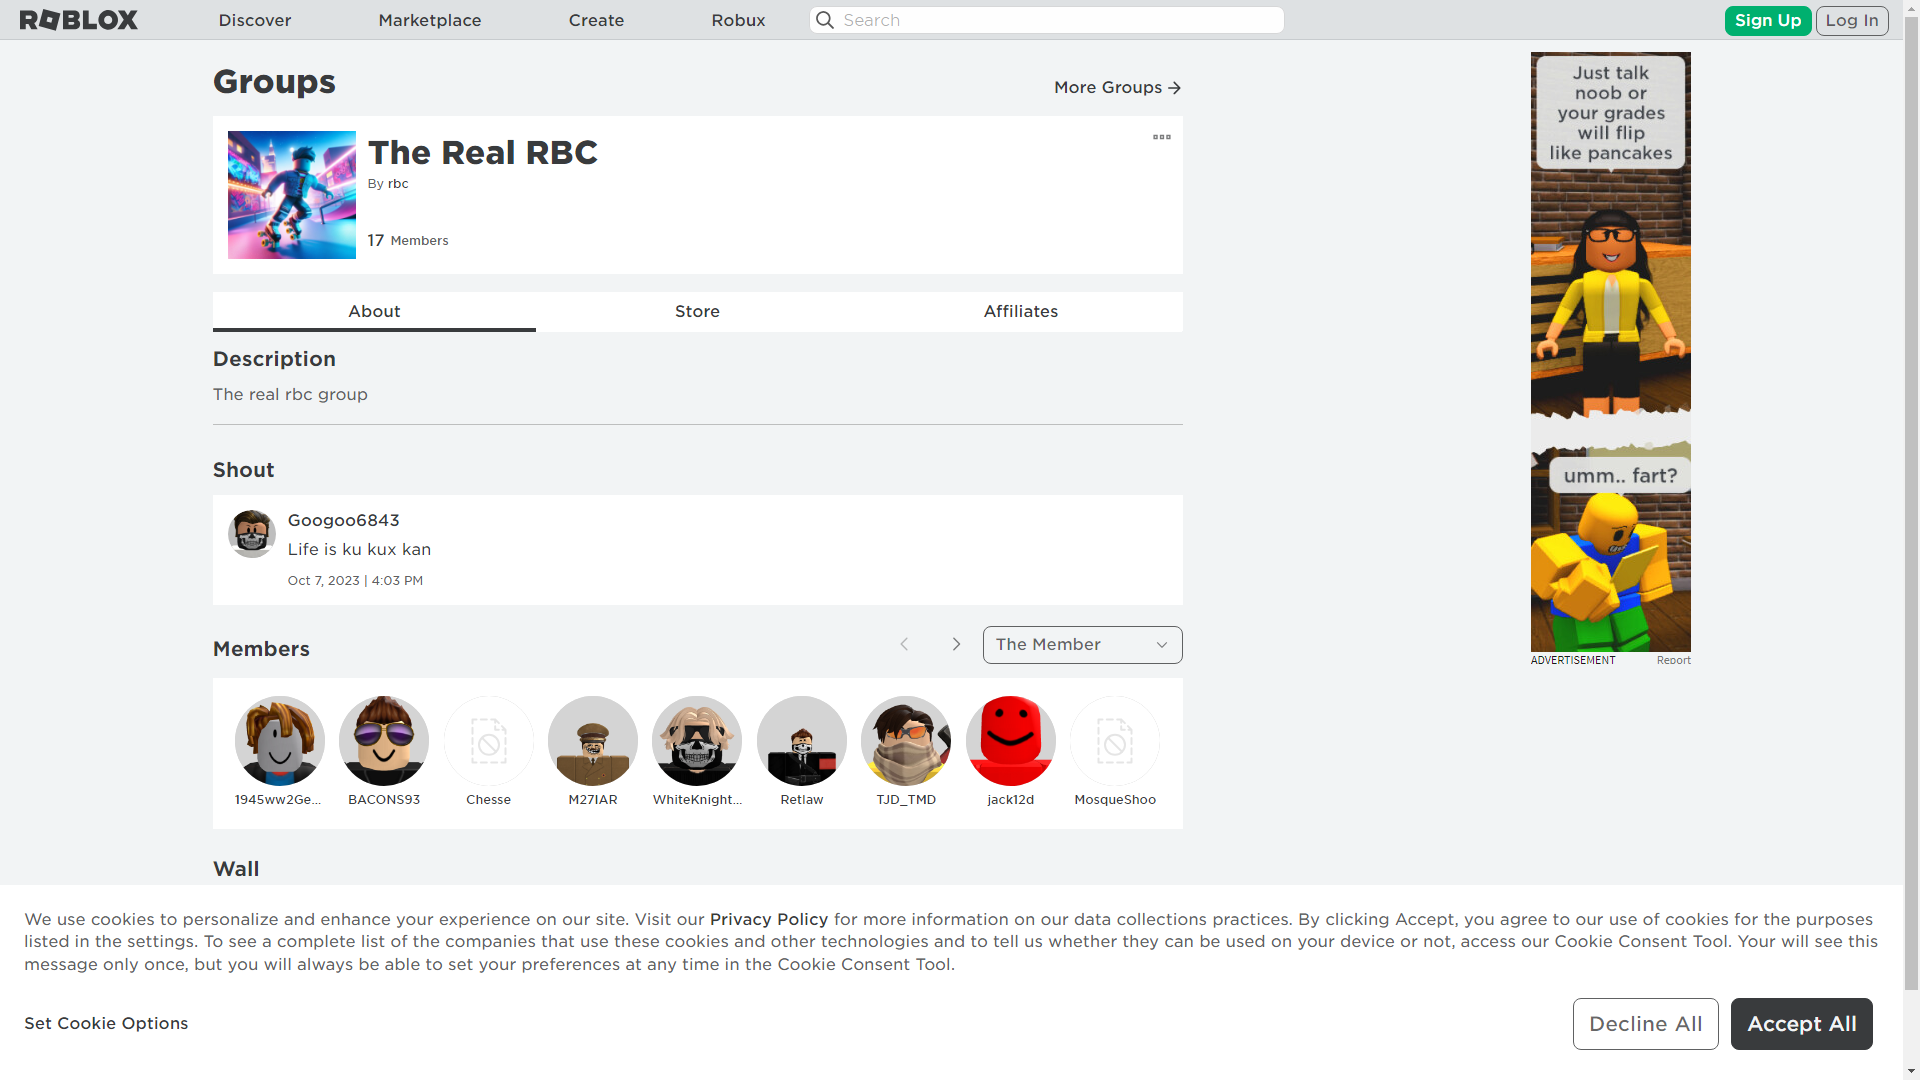 ROBLOX
Discover
Marketplace
Create
Robux
Search
Sign Up
Log In
Groups
More Groups
The Real RBC
By rbc
17 Members
About
Store
Affiliates
Description
The real rbc group
Shout
Googoo6843
Life is ku kux kan
Oct 7, 2023 | 4:03 PM
Members
The Member
1945ww2Ge...
BACONS93
Chesse
M27IAR
WhiteKnight...
Retlaw
TJD_TMD
jack12d
MosqueShoo
Wall
Just talk
noob or
your grades
will flip
like pancakes
umm.. fart?
ADVERTISEMENT
Report
We use cookies to personalize and enhance your experience on our site. Visit our Privacy Policy for more information on our data collections practices. By clicking Accept, you agree to our use of cookies for the purposes
listed in the settings. To see a complete list of the companies that use these cookies and other technologies and to tell us whether they can be used on your device or not, access our Cookie Consent Tool. Your will see this
message only once, but you will always be able to set your preferences at any time in the Cookie Consent Tool.
Set Cookie Options
Decline All
Accept All